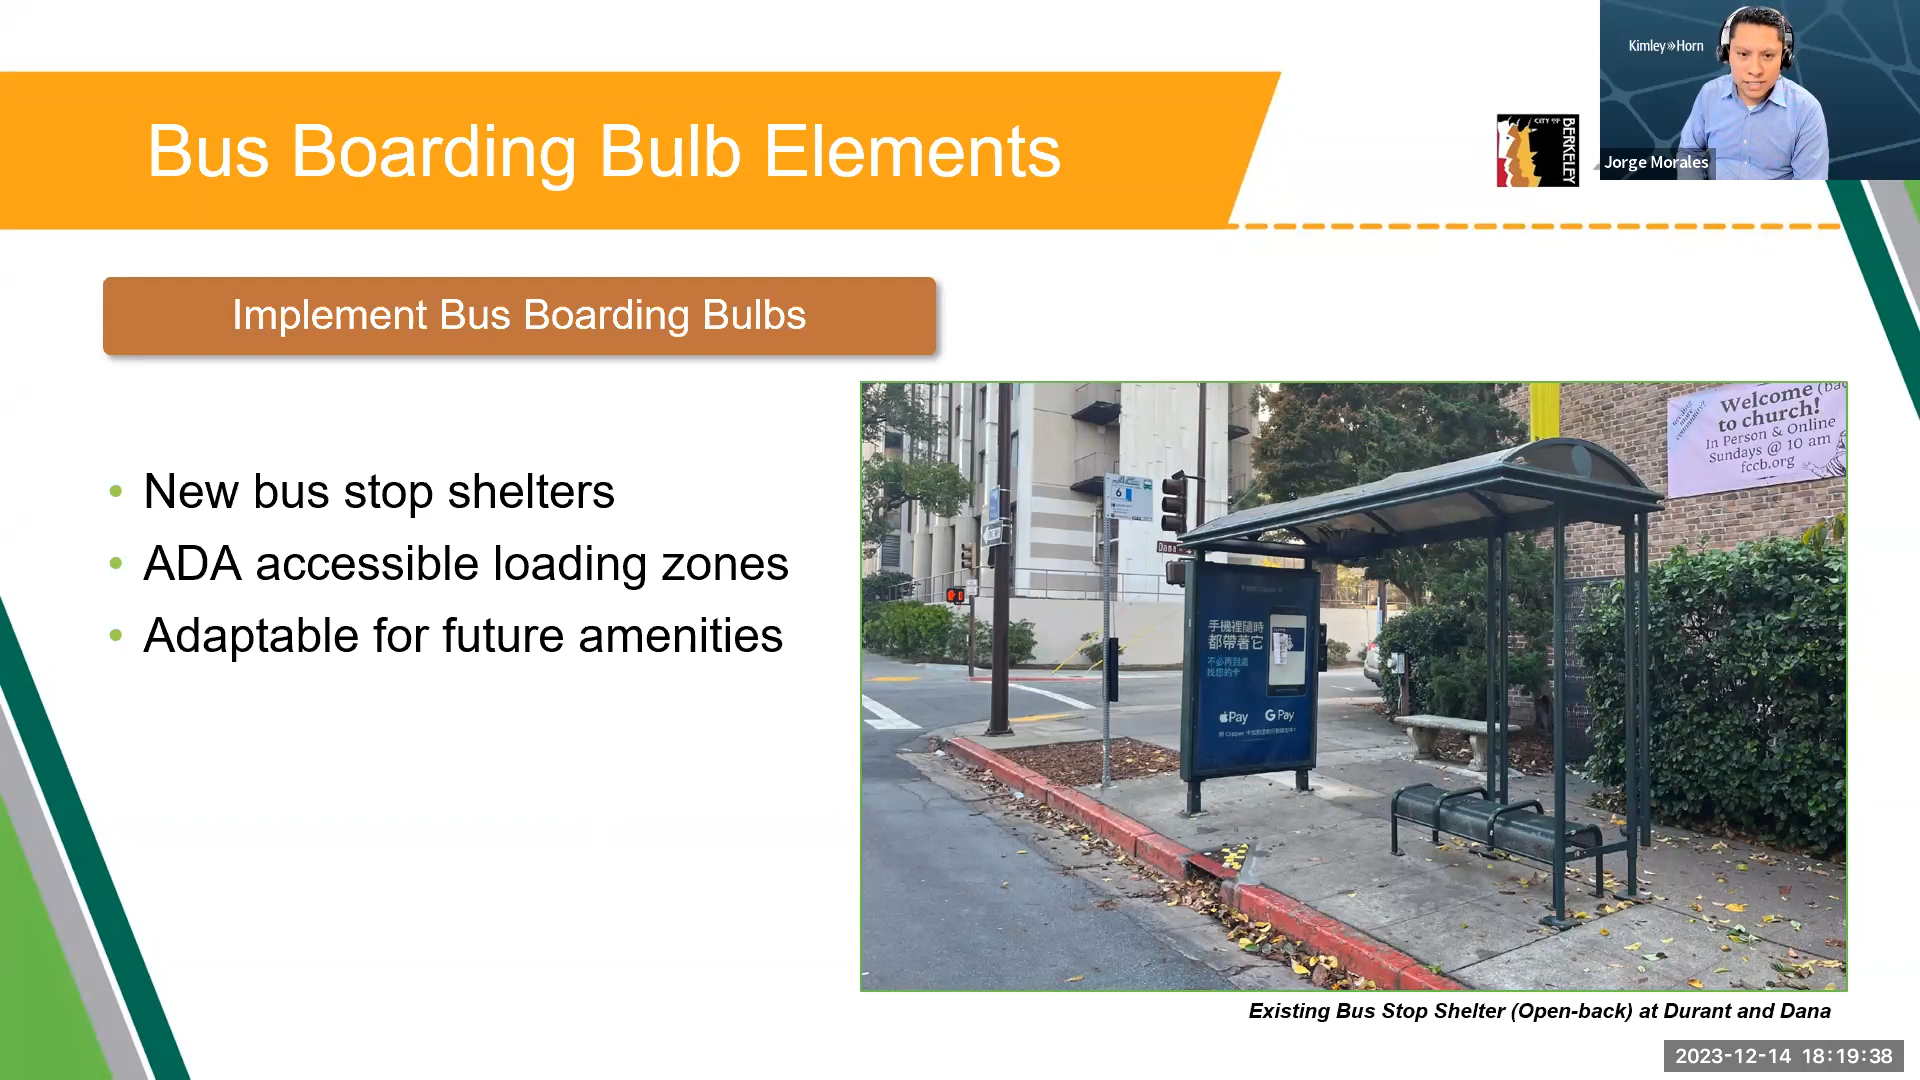 Bus Boarding Bulb Elements
CITY OF
BERKELEY
Kimley»Horn
Jorge Morales
Implement Bus Boarding Bulbs
• New bus stop shelters
• ADA accessible loading zones
• Adaptable for future amenities
6
Dana
手機裡隨時
都帶著它
不必再到處
找您的卡
Pay
G Pay
Welcome (back)
to church!
In Person & Online
Sundays @ 10 am
fccb.org
Existing Bus Stop Shelter (Open-back) at Durant and Dana
2023-12-14 18:19:38